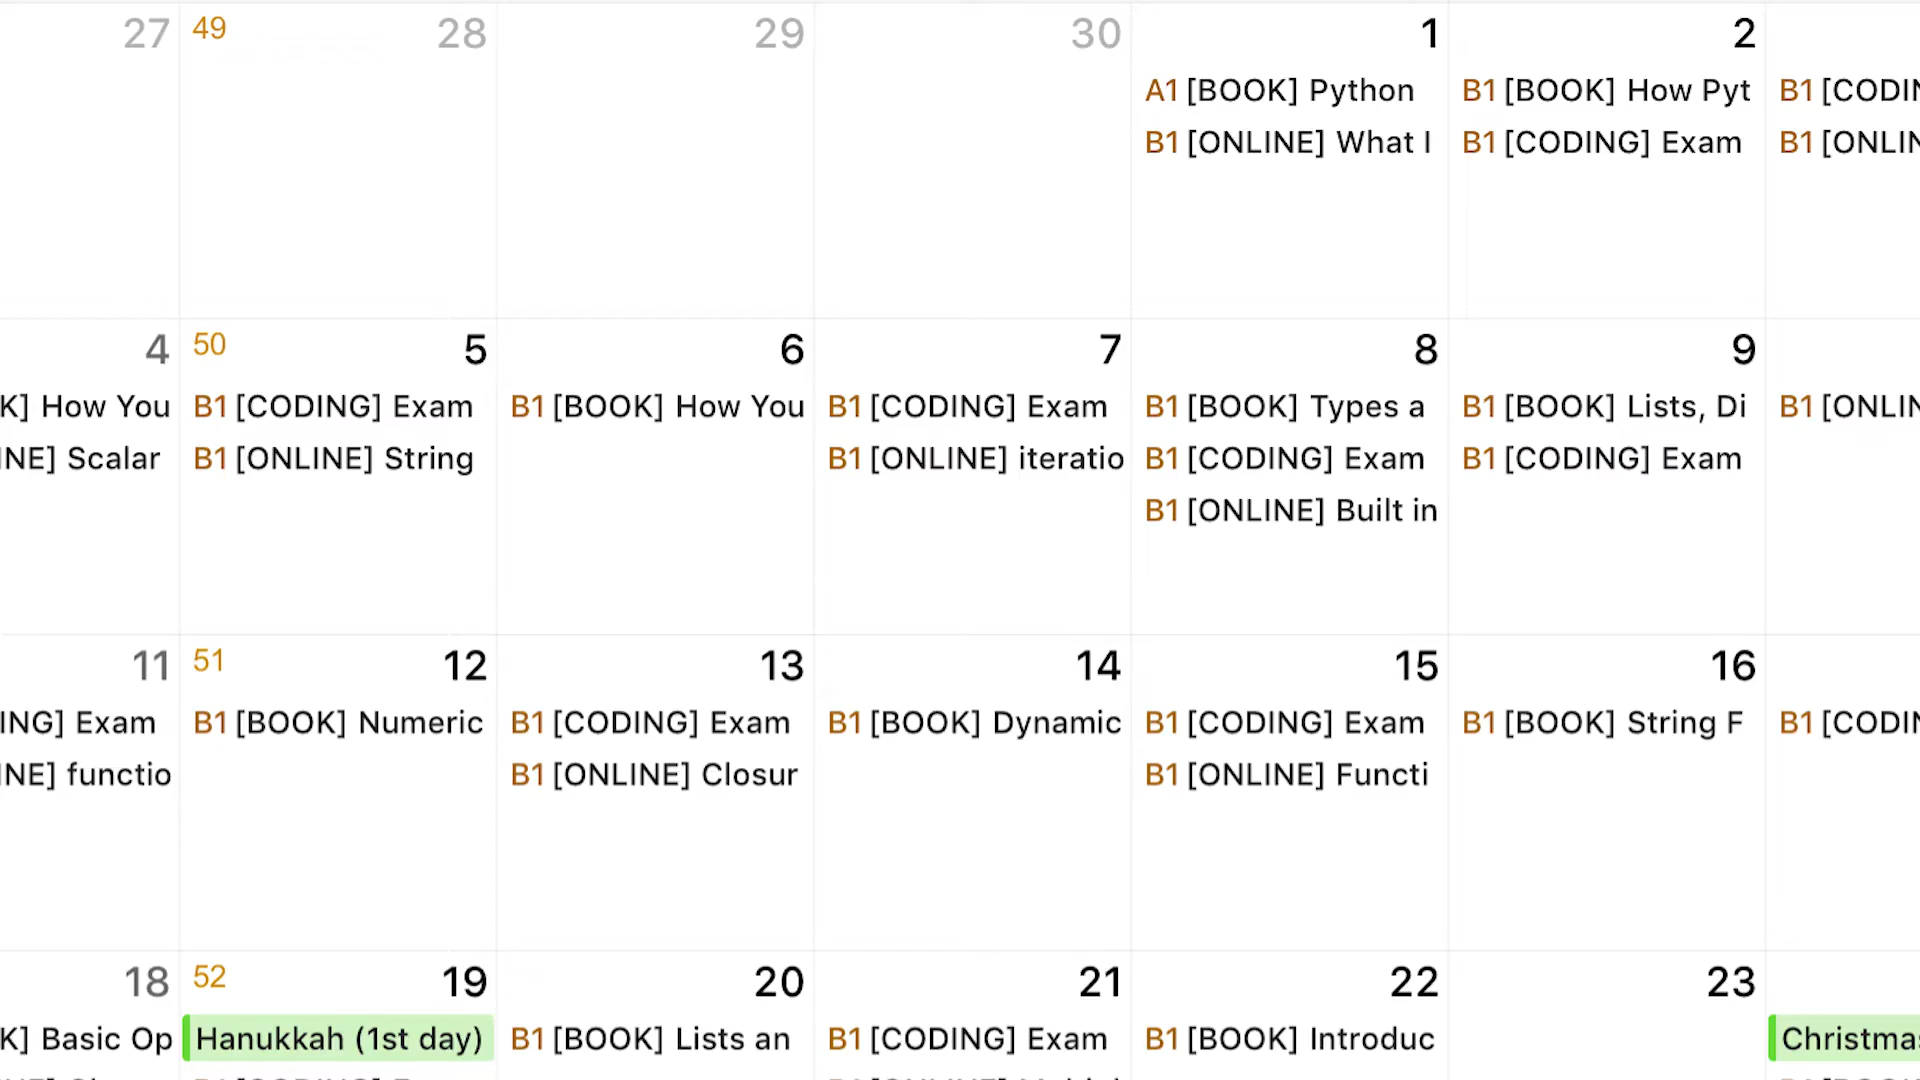 27
49 28
29
30
1
A1 [BOOK] Python
B1 [ONLINE] What I
2
B1 [BOOK] How Pyt
B1 [CODING] Exam
B1 [CODIN
B1 [ONLIN
4
K] How You
INE] Scalar
50 5
B1 [CODING] Exam
B1 [ONLINE] String
6
B1 [BOOK] How You
7
B1 [CODING] Exam
B1 [ONLINE] iteratio
8
B1 [BOOK] Types a
B1 [CODING] Exam
B1 [ONLINE] Built in
9
B1 [BOOK] Lists, Di
B1 [CODING] Exam
B1 [ONLIN
11
ING] Exam
INE] functio
51 12
B1 [BOOK] Numeric
13
B1 [CODING] Exam
B1 [ONLINE] Closur
14
B1 [BOOK] Dynamic
15
B1 [CODING] Exam
B1 [ONLINE] Functi
16
B1 [BOOK] String F
B1 [CODIN
18
K] Basic Op
52 19
Hanukkah (1st day)
20
B1 [BOOK] Lists an
21
B1 [CODING] Exam
22
B1 [BOOK] Introduc
23
Christmas